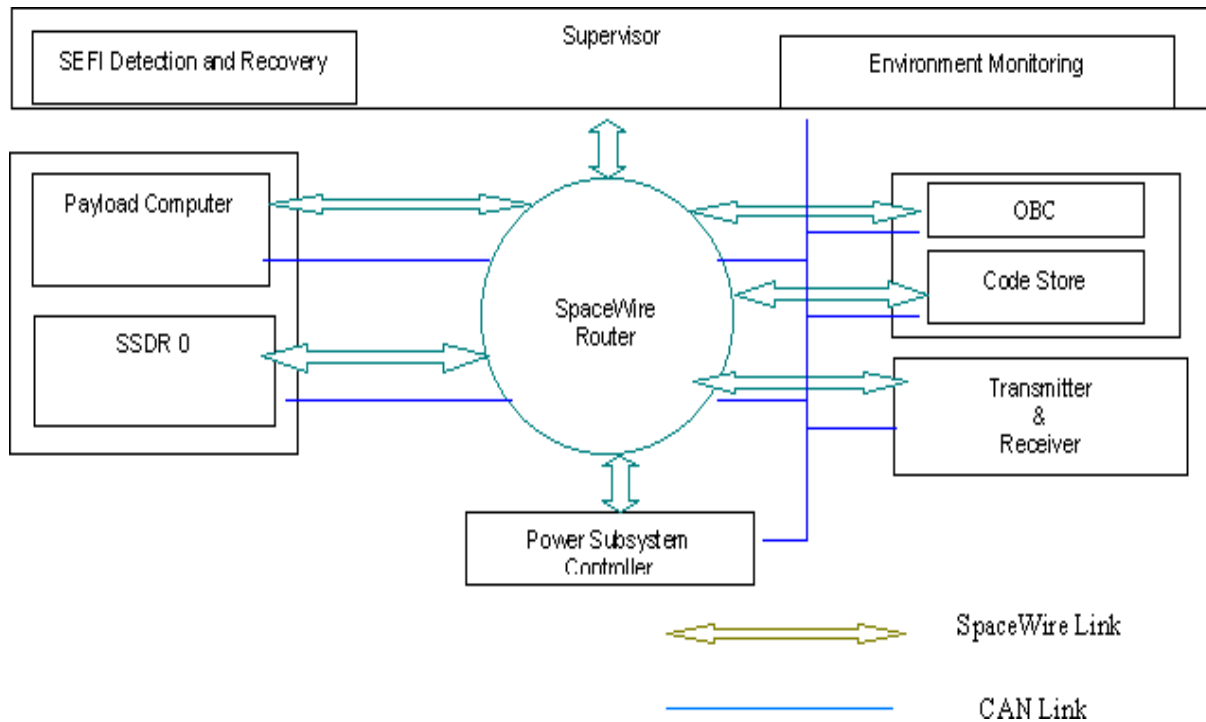 Supervisor
SEFI Detection and Recovery
Environment Monitoring
Payload Computer
OBC
Code Store
SpaceWire
Router
SSDR 0
Transmitter
&
Receiver
Power Subsystem
Controller
SpaceWire Link
CAN Link